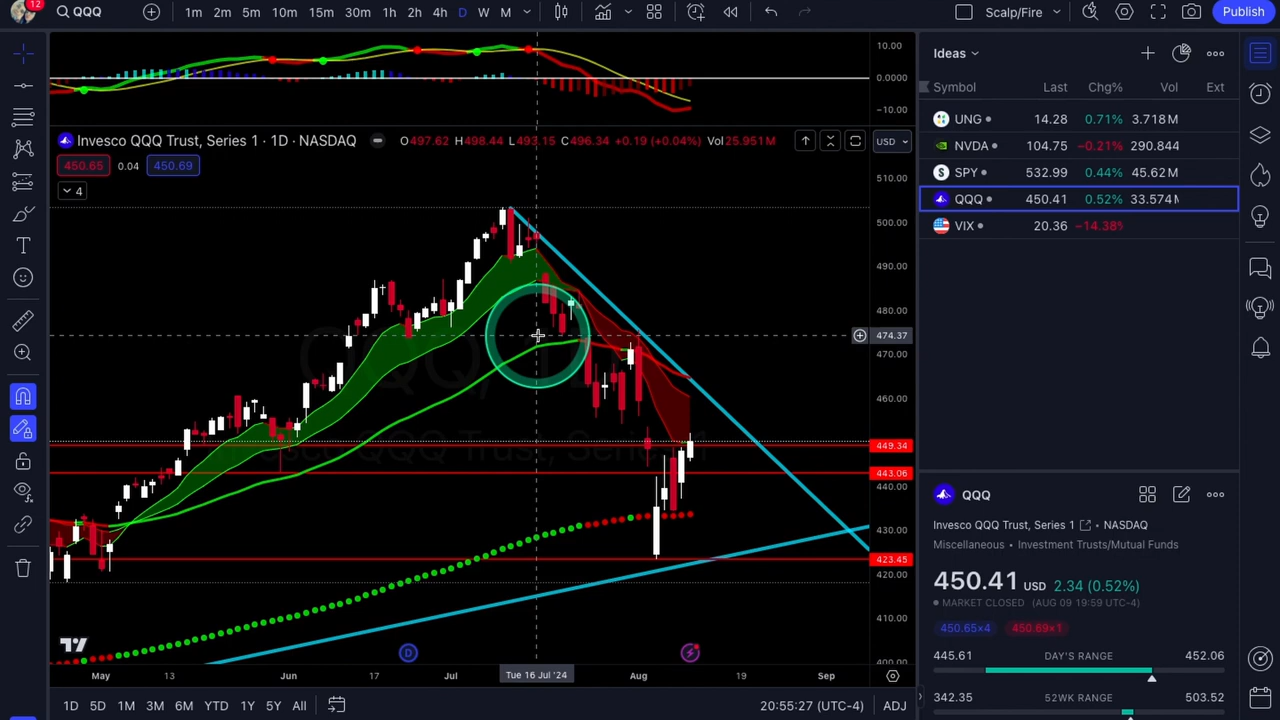 12
QQQ
1m 2m 5m 10m 15m 30m 1h 2h 4h D W M
Scalp/Fire
Publish
10.00
0.0000
-10.00
Invesco QQQ Trust, Series 1 · 1D · NASDAQ
O497.62 H498.44 L493.15 C496.34 +0.19 (+0.04%) Vol25.951M
USD
450.65 0.04 450.69
4
510.00
500.00
490.00
480.00
474.37
470.00
460.00
449.34
443.06
440.00
430.00
423.45
420.00
410.00
400.00
D
May 13 Jun 17 Jul Tue 16 Jul '24 Aug 19 Sep
1D 5D 1M 3M 6M YTD 1Y 5Y All
20:55:27 (UTC-4) ADJ
Ideas
Symbol Last Chg% Vol Ext
UNG 14.28 0.71% 3.718M
NVDA 104.75 −0.21% 290.844
SPY 532.99 0.44% 45.62M
QQQ 450.41 0.52% 33.574M
VIX 20.36 −14.38%
QQQ
Invesco QQQ Trust, Series 1 • NASDAQ
Miscellaneous • Investment Trusts/Mutual Funds
450.41 USD 2.34 (0.52%)
MARKET CLOSED (AUG 09 19:59 UTC-4)
450.65×4 450.69×1
445.61 DAY'S RANGE 452.06
342.35 52WK RANGE 503.52